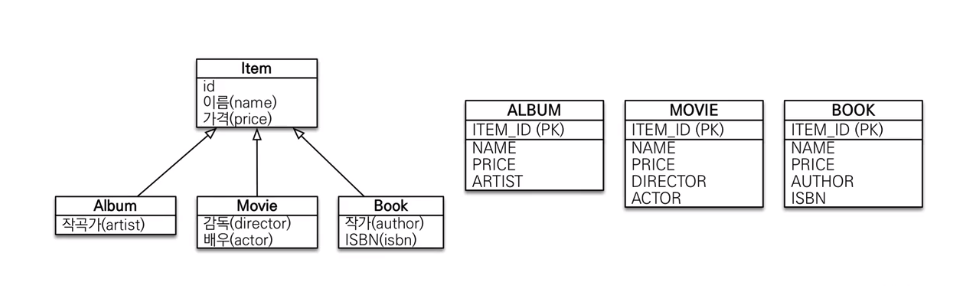 Item
id
이름(name)
가격(price)
Album
작곡가(artist)
Movie
감독(director)
배우(actor)
Book
작가(author)
ISBN(isbn)
ALBUM
ITEM_ID (PK)
NAME
PRICE
ARTIST
MOVIE
ITEM_ID (PK)
NAME
PRICE
DIRECTOR
ACTOR
BOOK
ITEM_ID (PK)
NAME
PRICE
AUTHOR
ISBN